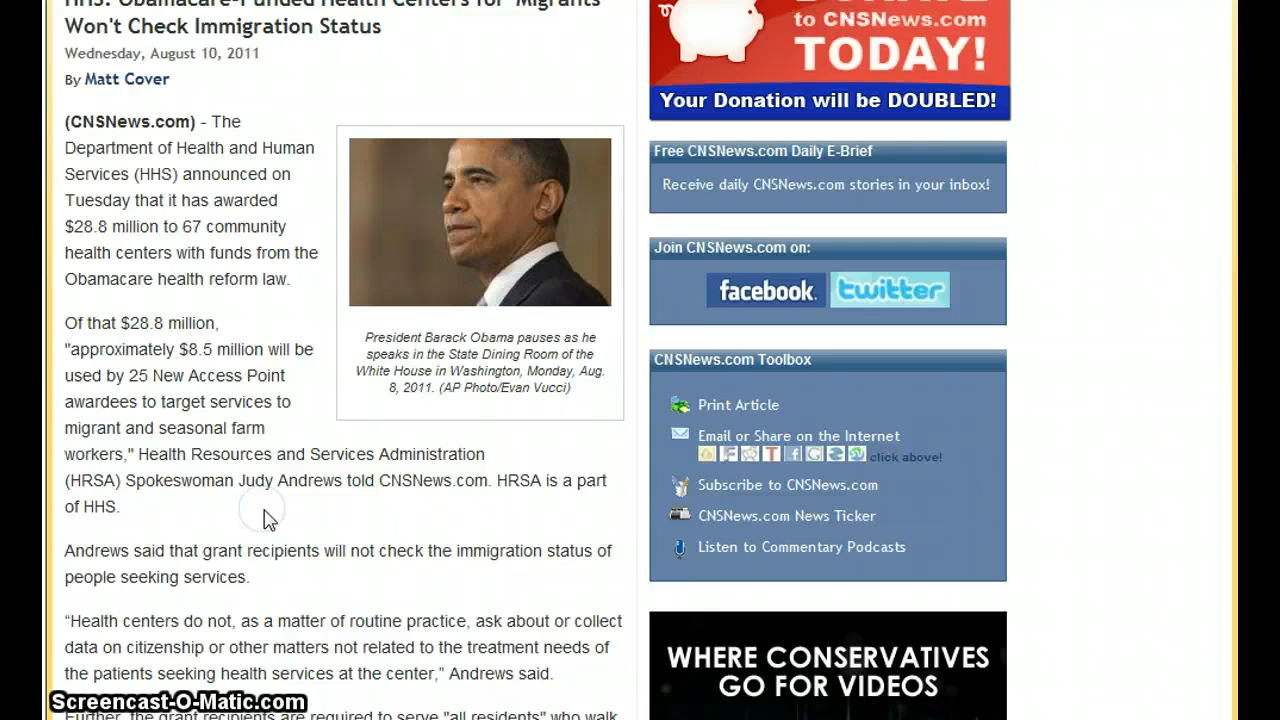 HHS: Obamacare-Funded Health Centers for 'Migrants'
Won't Check Immigration Status
Wednesday, August 10, 2011
By Matt Cover
(CNSNews.com) - The
Department of Health and Human
Services (HHS) announced on
Tuesday that it has awarded
$28.8 million to 67 community
health centers with funds from the
Obamacare health reform law.
Of that $28.8 million,
"approximately $8.5 million will be
used by 25 New Access Point
awardees to target services to
migrant and seasonal farm
workers," Health Resources and Services Administration
(HRSA) Spokeswoman Judy Andrews told CNSNews.com. HRSA is a part
of HHS.
President Barack Obama pauses as he
speaks in the State Dining Room of the
White House in Washington, Monday, Aug.
8, 2011. (AP Photo/Evan Vucci)
Andrews said that grant recipients will not check the immigration status of
people seeking services.
“Health centers do not, as a matter of routine practice, ask about or collect
data on citizenship or other matters not related to the treatment needs of
the patients seeking health services at the center,” Andrews said.
Further, the grant recipients are required to serve "all residents" who walk
DONATE
to CNSNews.com
TODAY!
Your Donation will be DOUBLED!
Free CNSNews.com Daily E-Brief
Receive daily CNSNews.com stories in your inbox!
Join CNSNews.com on:
facebook.
twitter
CNSNews.com Toolbox
Print Article
Email or Share on the Internet
click above!
Subscribe to CNSNews.com
CNSNews.com News Ticker
Listen to Commentary Podcasts
WHERE CONSERVATIVES
GO FOR VIDEOS
Screencast-O-Matic.com